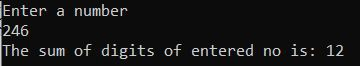 Enter a number
246
The sum of digits of entered no is: 12